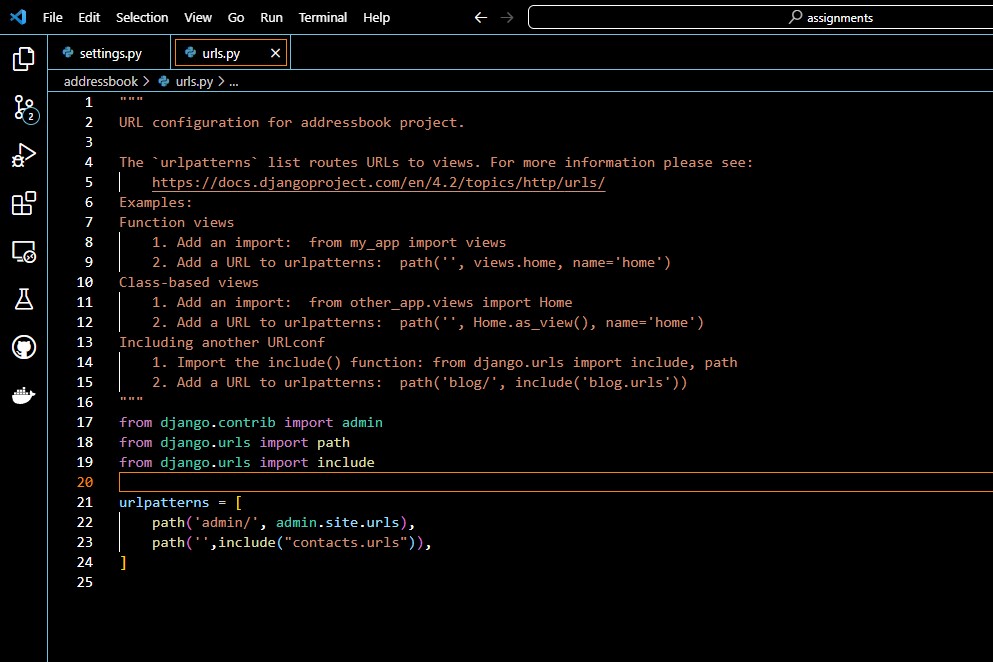 File Edit Selection View Go Run Terminal Help assignments
settings.py urls.py
addressbook > urls.py > ...
1 """
2 URL configuration for addressbook project.
3
4 The `urlpatterns` list routes URLs to views. For more information please see:
5 https://docs.djangoproject.com/en/4.2/topics/http/urls/
6 Examples:
7 Function views
8 1. Add an import:  from my_app import views
9 2. Add a URL to urlpatterns:  path('', views.home, name='home')
10 Class-based views
11 1. Add an import:  from other_app.views import Home
12 2. Add a URL to urlpatterns:  path('', Home.as_view(), name='home')
13 Including another URLconf
14 1. Import the include() function: from django.urls import include, path
15 2. Add a URL to urlpatterns:  path('blog/', include('blog.urls'))
16 """
17 from django.contrib import admin
18 from django.urls import path
19 from django.urls import include
20
21 urlpatterns = [
22 path('admin/', admin.site.urls),
23 path('',include("contacts.urls")),
24 ]
25
2